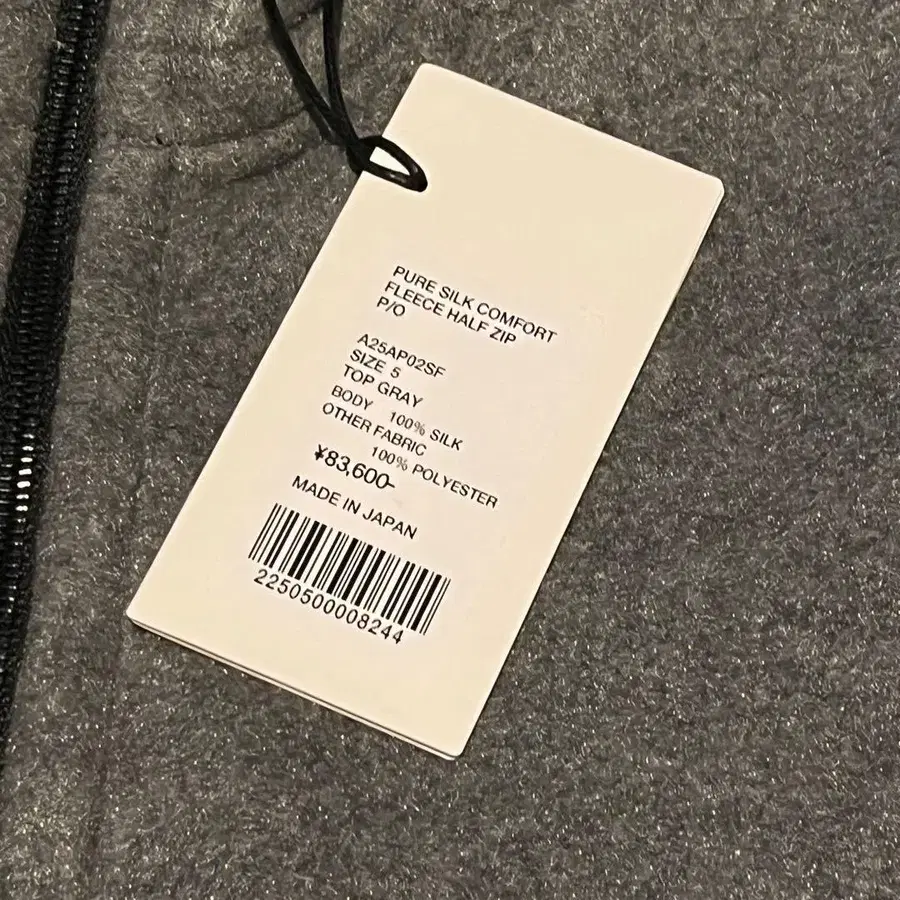 PURE SILK COMFORT
FLEECE HALF ZIP
P/O
A25AP02SF
SIZE 5
TOP GRAY
BODY 100% SILK
OTHER FABRIC
100% POLYESTER
¥83,600-
MADE IN JAPAN
2250500008244